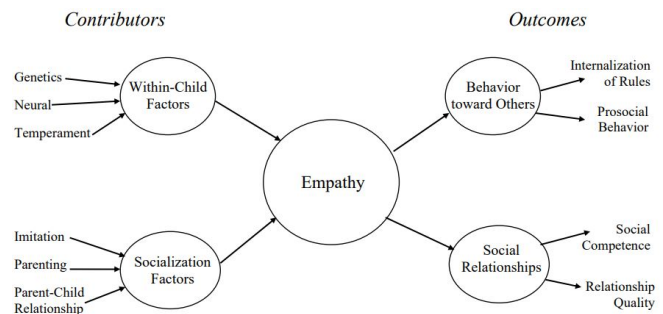 Contributors
Outcomes
Genetics
Neural
Temperament
Within-Child
Factors
Imitation
Parenting
Parent-Child
Relationship
Socialization
Factors
Empathy
Behavior
toward Others
Internalization
of Rules
Prosocial
Behavior
Social
Relationships
Social
Competence
Relationship
Quality